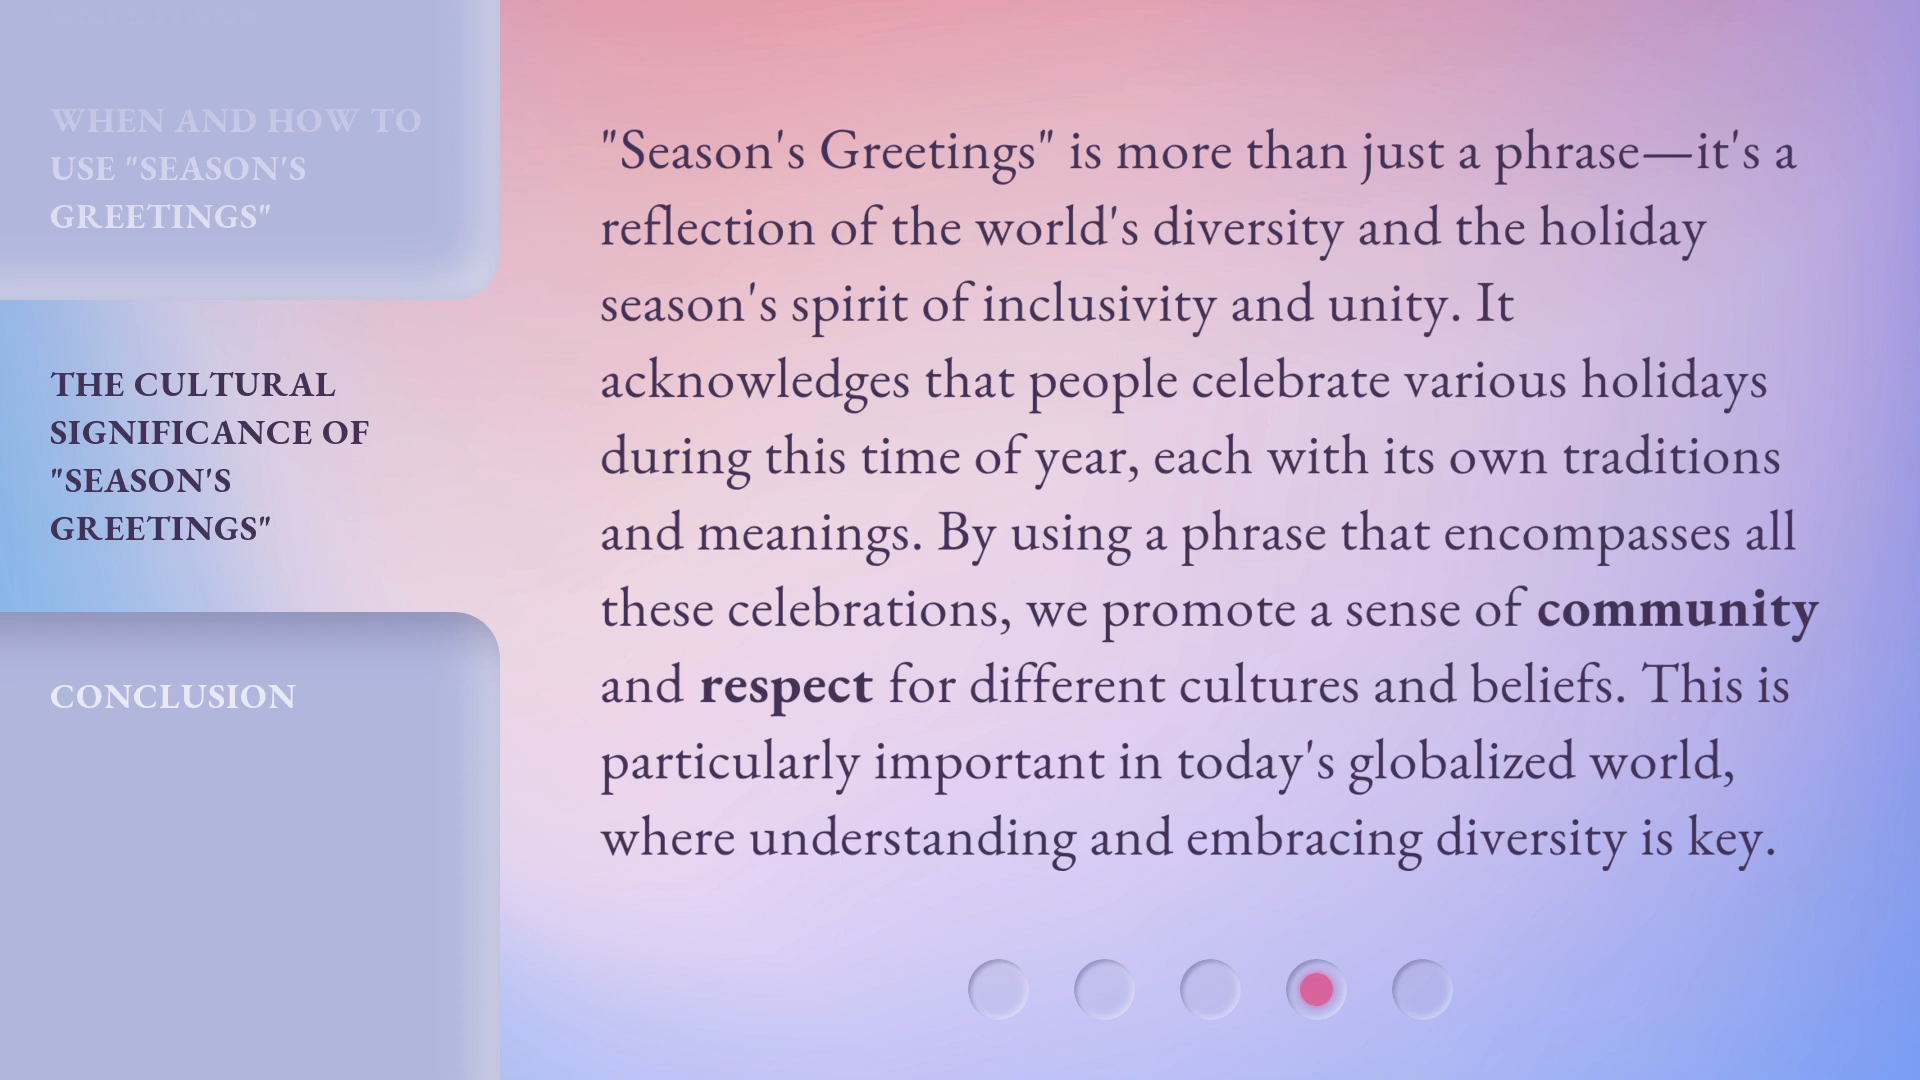 WHEN AND HOW TO
USE "SEASON'S
GREETINGS"
THE CULTURAL
SIGNIFICANCE OF
"SEASON'S
GREETINGS"
CONCLUSION
"Season's Greetings" is more than just a phrase—it's a
reflection of the world's diversity and the holiday
season's spirit of inclusivity and unity. It
acknowledges that people celebrate various holidays
during this time of year, each with its own traditions
and meanings. By using a phrase that encompasses all
these celebrations, we promote a sense of community
and respect for different cultures and beliefs. This is
particularly important in today's globalized world,
where understanding and embracing diversity is key.